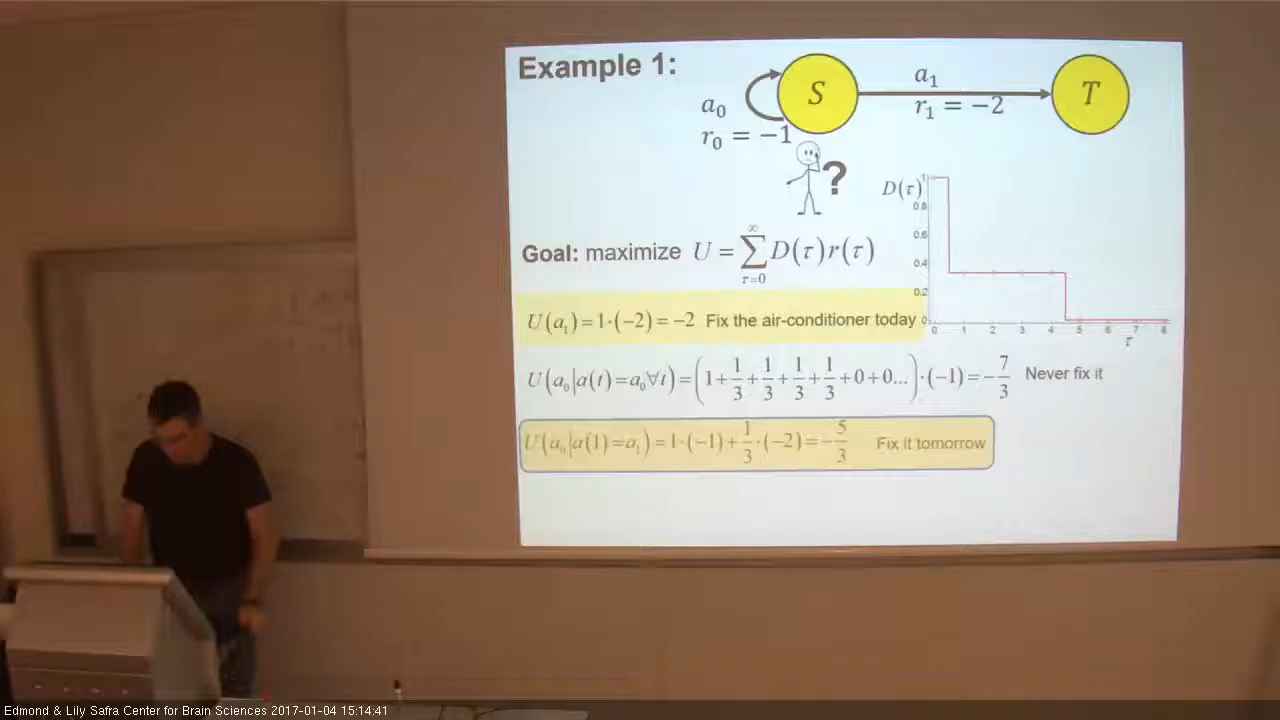 Example 1:
S
a₁
r₁ = −2
T
a₀
r₀ = −1
?
D(τ)
1
0.8
0.6
0.4
0.2
0
0 1 2 3 4 5 6 7 8
τ
Goal: maximize U = ∑_{τ=0}^{∞} D(τ)r(τ)
U(a₁) = 1·(−2) = −2 Fix the air-conditioner today
U(a₀|a(t) = a₀∀t) = (1 + 1/3 + 1/3 + 1/3 + 1/3 + 0 + 0...)·(−1) = −7/3 Never fix it
U(a₀|a(1) = a₁) = 1·(−1) + 1/3·(−2) = −5/3 Fix it tomorrow
Edmond & Lily Safra Center for Brain Sciences 2017-01-04 15:14:41